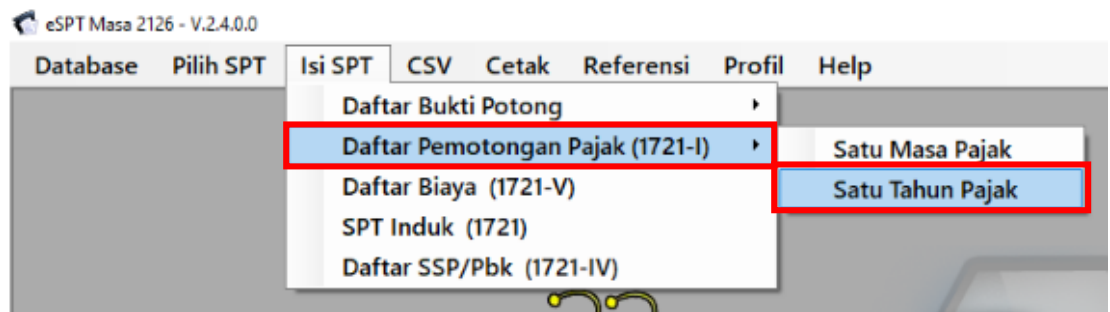 eSPT Masa 2126 - V.2.4.0.0
Database Pilih SPT Isi SPT CSV Cetak Referensi Profil Help
Daftar Bukti Potong
Daftar Pemotongan Pajak (1721-I)
Satu Masa Pajak
Daftar Biaya (1721-V)
Satu Tahun Pajak
SPT Induk (1721)
Daftar SSP/Pbk (1721-IV)